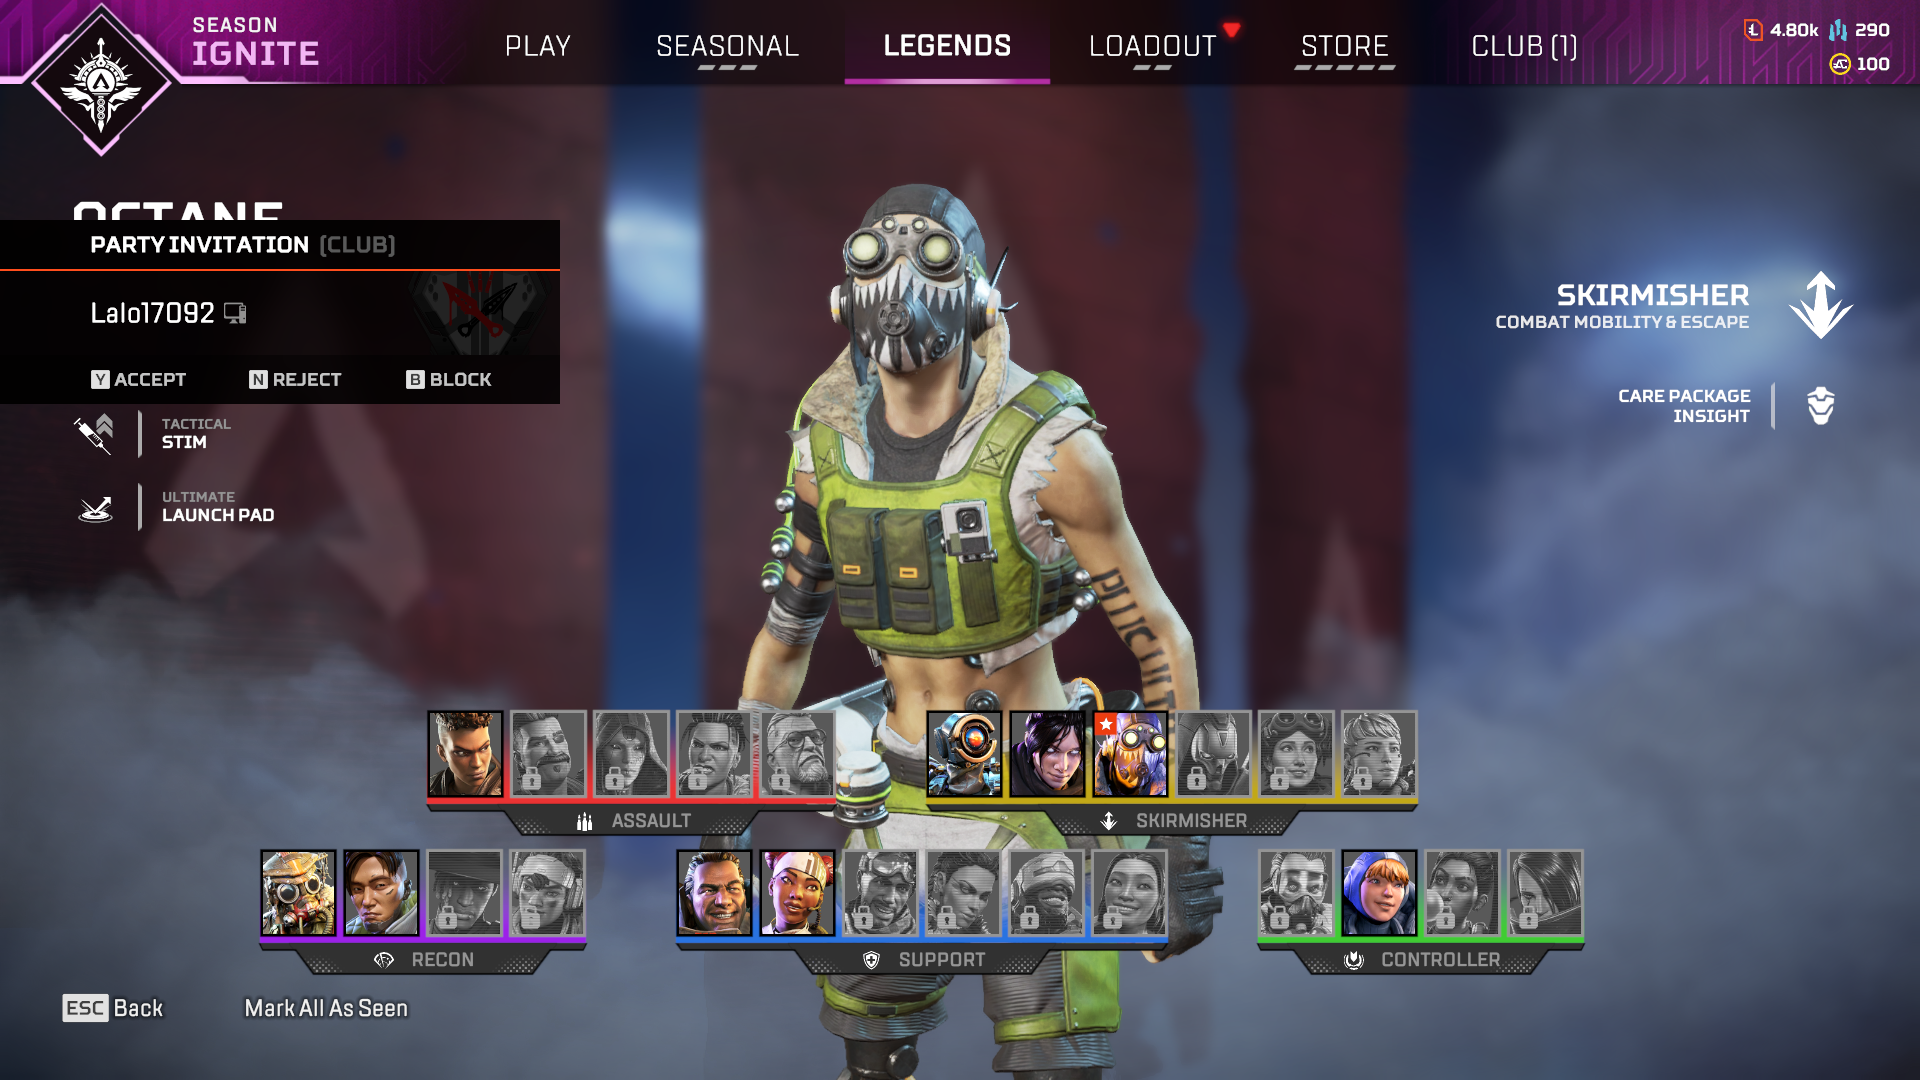 SEASON
IGNITE
PLAY
SEASONAL
LEGENDS
LOADOUT
STORE
CLUB (1)
4.80k
290
100
OCTANE
PARTY INVITATION [CLUB]
Lalo17092
Y ACCEPT
N REJECT
B BLOCK
TACTICAL
STIM
ULTIMATE
LAUNCH PAD
SKIRMISHER
COMBAT MOBILITY & ESCAPE
CARE PACKAGE
INSIGHT
ASSAULT
SKIRMISHER
RECON
SUPPORT
CONTROLLER
ESC Back
Mark All As Seen